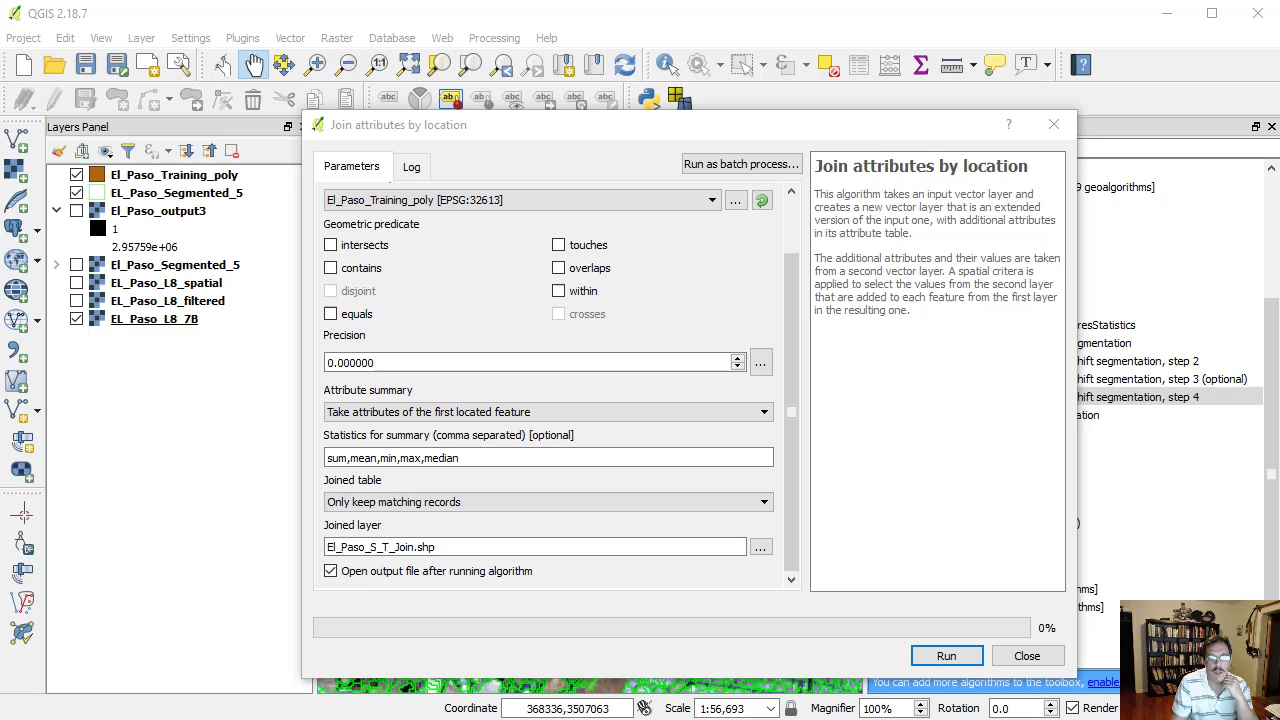 QGIS 2.18.7
Project Edit View Layer Settings Plugins Vector Raster Database Web Processing Help
Layers Panel
El_Paso_Training_poly
EL_Paso_Segmented_5
El_Paso_output3
1
2.95759e+06
El_Paso_Segmented_5
EL_Paso_L8_spatial
EL_Paso_L8_filtered
EL_Paso_L8_7B
Join attributes by location
Parameters
Log
Run as batch process...
El_Paso_Training_poly [EPSG:32613]
...
Geometric predicate
intersects
touches
contains
overlaps
disjoint
within
equals
crosses
Precision
0.000000
...
Attribute summary
Take attributes of the first located feature
Statistics for summary (comma separated) [optional]
sum,mean,min,max,median
Joined table
Only keep matching records
Joined layer
El_Paso_S_T_Join.shp
...
Open output file after running algorithm
0%
Run
Close
Join attributes by location
This algorithm takes an input vector layer and
creates a new vector layer that is an extended
version of the input one, with additional attributes
in its attribute table.
The additional attributes and their values are taken
from a second vector layer. A spatial criteria is
applied to select the values from the second layer
that are added to each feature from the first layer
in the resulting one.
9 geoalgorithms]
resStatistics
gmentation
hift segmentation, step 2
hift segmentation, step 3 (optional)
hift segmentation, step 4
ation
ms]
thms]
You can add more algorithms to the toolbox, enable
Coordinate 368336,3507063 Scale 1:56,693 Magnifier 100% Rotation 0.0 Render